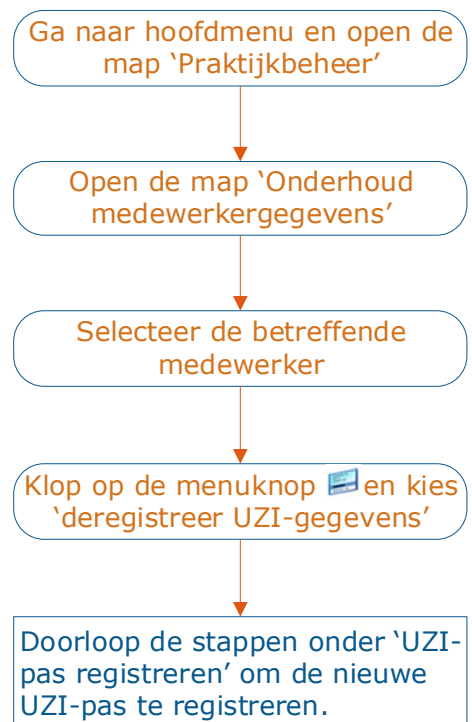 Ga naar hoofdmenu en open de
map ‘Praktijkbeheer’
Open de map ‘Onderhoud
medewerkergegevens’
Selecteer de betreffende
medewerker
Klop op de menuknop en kies
‘deregistreer UZI-gegevens’
Doorloop de stappen onder ‘UZI-
pas registreren’ om de nieuwe
UZI-pas te registreren.